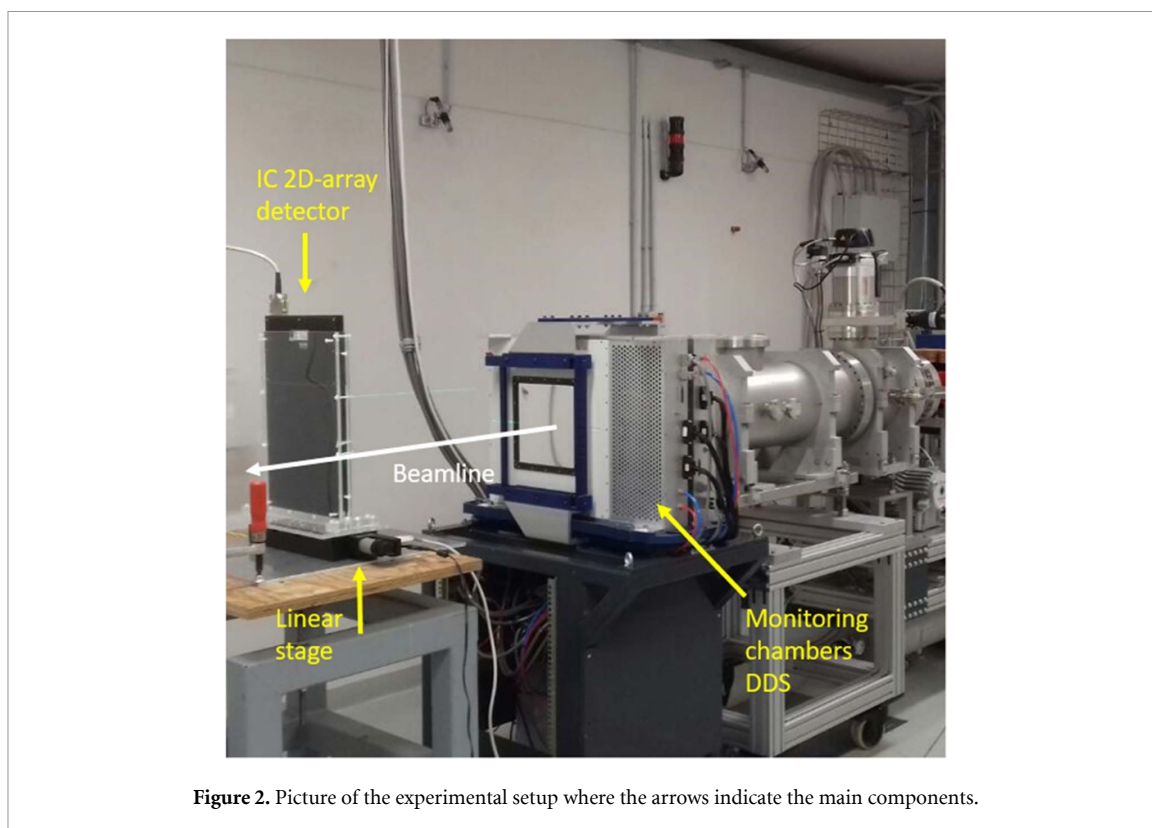 IC 2D-array
detector
Beamline
Linear
stage
Monitoring
chambers
DDS
Figure 2. Picture of the experimental setup where the arrows indicate the main components.